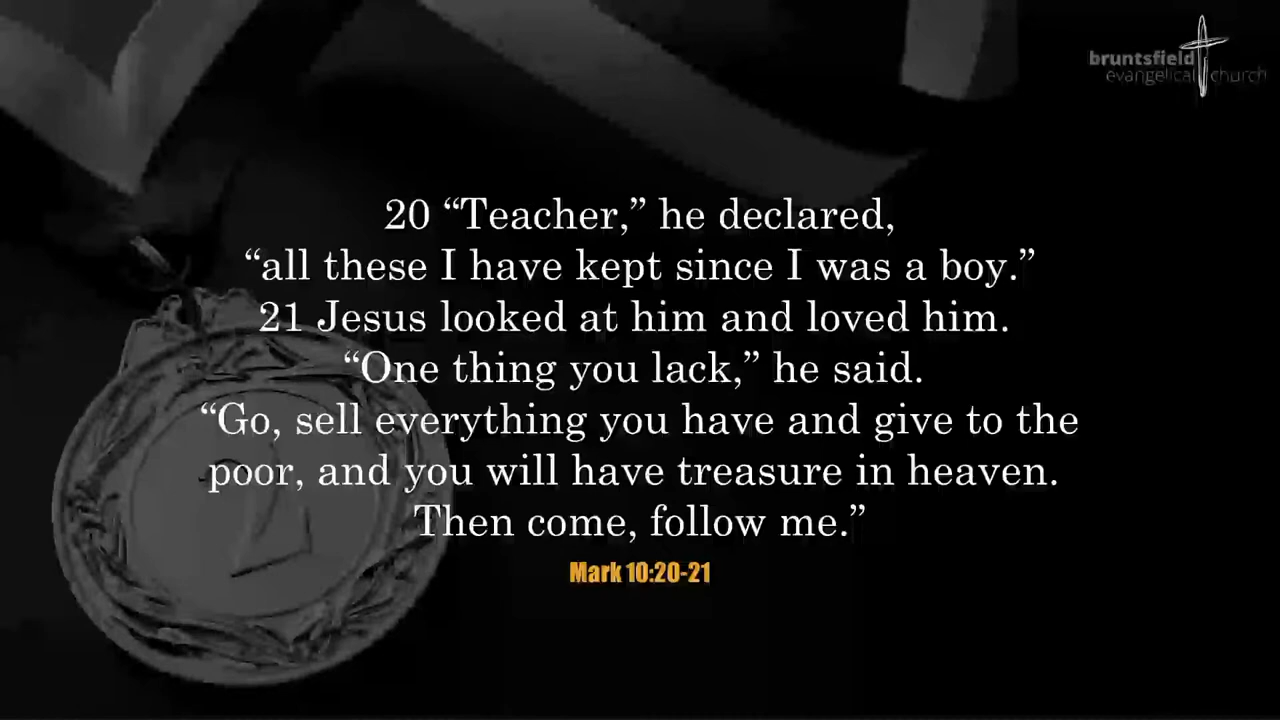 bruntsfield
evangelical church
20 “Teacher,” he declared,
“all these I have kept since I was a boy.”
21 Jesus looked at him and loved him.
“One thing you lack,” he said.
“Go, sell everything you have and give to the
poor, and you will have treasure in heaven.
Then come, follow me.”
Mark 10:20-21
2